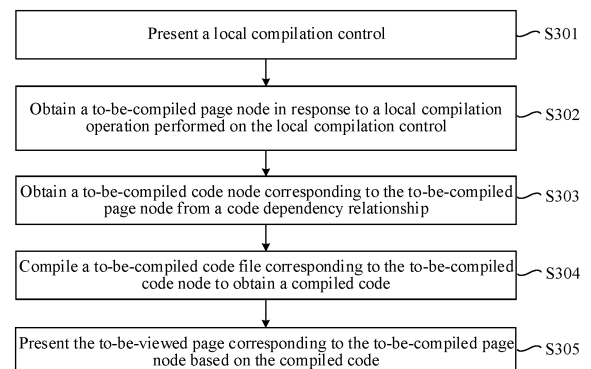 Present a local compilation control
S301
Obtain a to-be-compiled page node in response to a local compilation
operation performed on the local compilation control
S302
Obtain a to-be-compiled code node corresponding to the to-be-compiled
page node from a code dependency relationship
S303
Compile a to-be-compiled code file corresponding to the to-be-compiled
code node to obtain a compiled code
S304
Present the to-be-viewed page corresponding to the to-be-compiled page
node based on the compiled code
S305